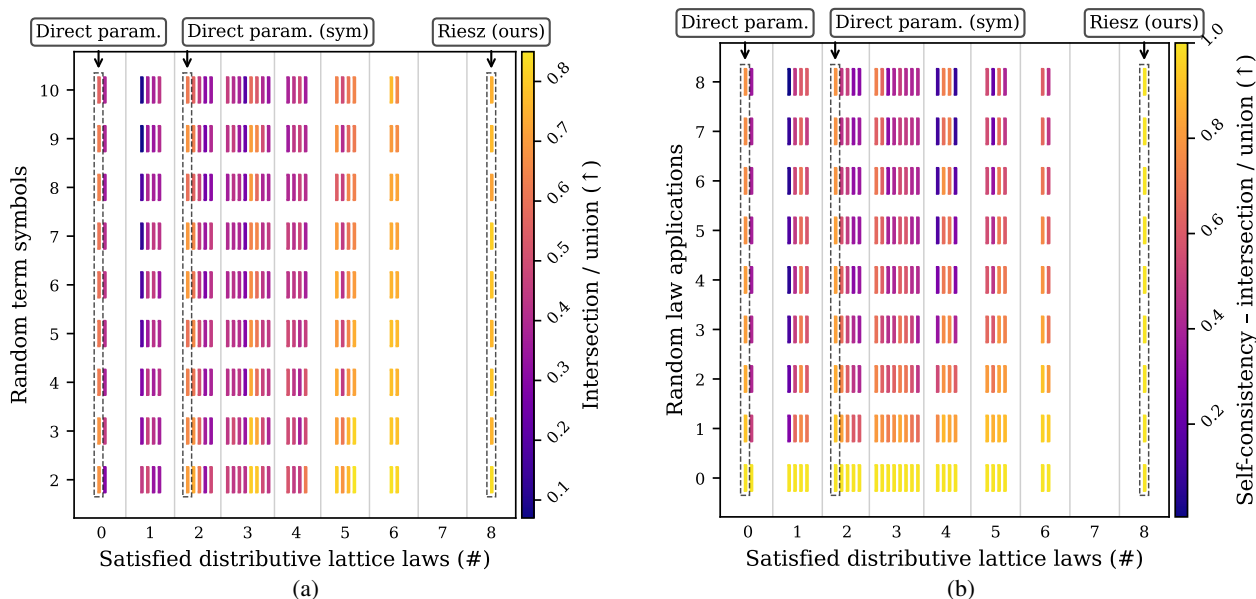 Direct param.
Direct param. (sym)
Riesz (ours)
10
9
8
7
6
5
4
3
2
Random term symbols
0 1 2 3 4 5 6 7 8
Satisfied distributive lattice laws (#)
0.8
0.7
0.6
0.5
0.4
0.3
0.2
0.1
Intersection / union (↑)
(a)
Direct param.
Direct param. (sym)
Riesz (ours)
8
7
6
5
4
3
2
1
0
Random law applications
0 1 2 3 4 5 6 7 8
Satisfied distributive lattice laws (#)
1.0
0.8
0.6
0.4
0.2
Self-consistency – intersection / union (↑)
(b)